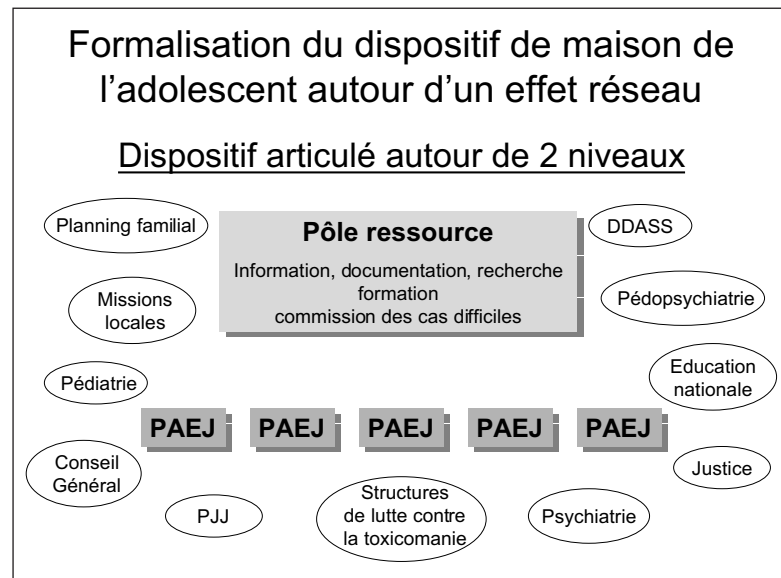 Formalisation du dispositif de maison de
l'adolescent autour d'un effet réseau
Dispositif articulé autour de 2 niveaux
Planning familial
Pôle ressource
Information, documentation, recherche
formation
commission des cas difficiles
DDASS
Missions
locales
Pédopsychiatrie
Pédiatrie
Education
nationale
PAEJ PAEJ PAEJ PAEJ PAEJ
Conseil
Général
Justice
PJJ
Structures
de lutte contre
la toxicomanie
Psychiatrie